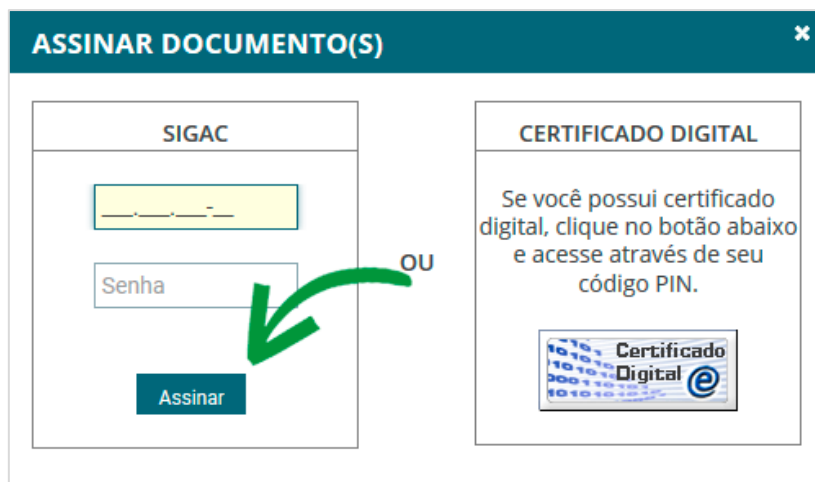 ASSINAR DOCUMENTO(S)
SIGAC
___.___.___-__
Senha
Assinar
OU
CERTIFICADO DIGITAL
Se você possui certificado
digital, clique no botão abaixo
e acesse através de seu
código PIN.
Certificado
Digital